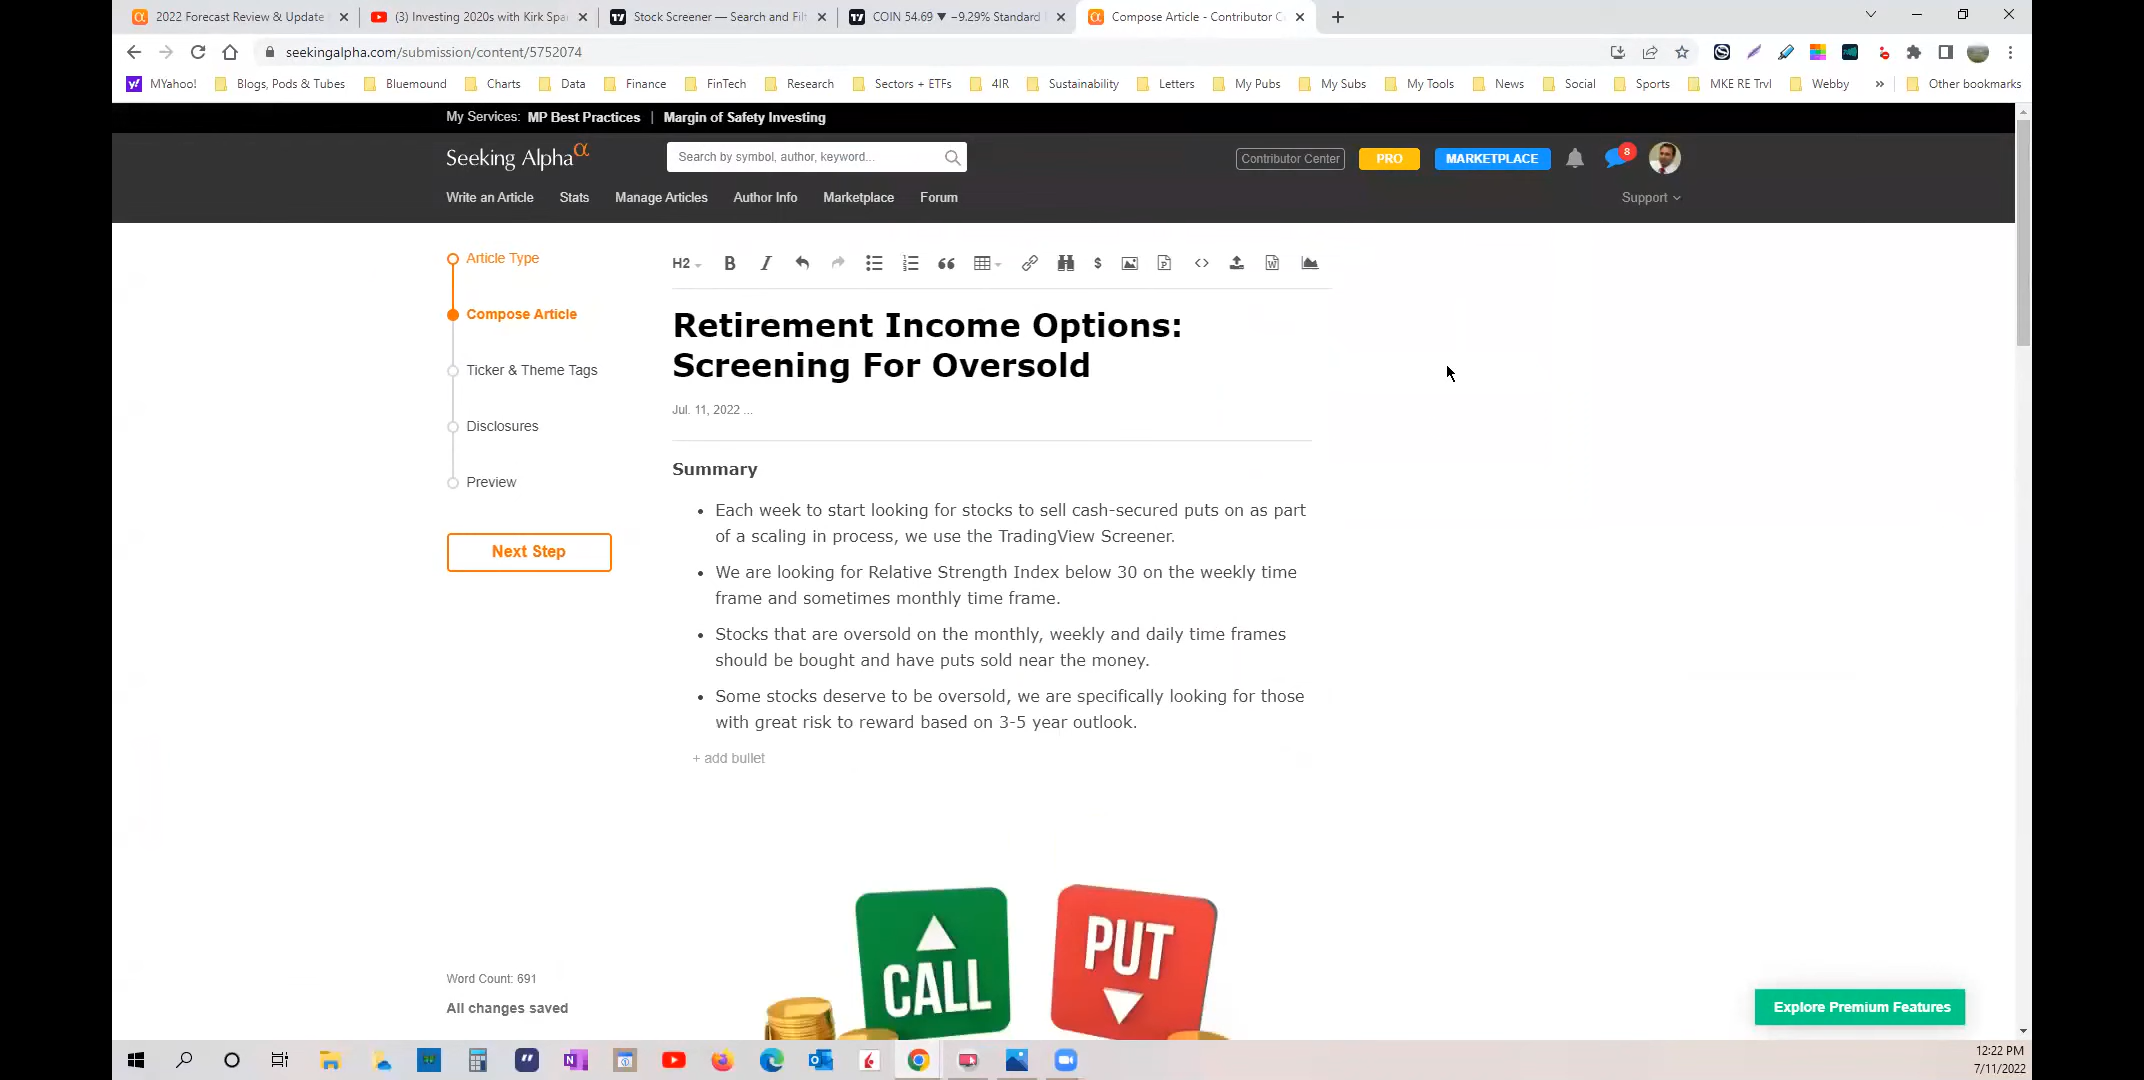 2022 Forecast Review & Update
(3) Investing 2020s with Kirk Spa
Stock Screener — Search and Fil
COIN 54.69 ▼ −9.29% Standard
Compose Article - Contributor C
seekingalpha.com/submission/content/5752074
MYahoo! Blogs, Pods & Tubes Bluemound Charts Data Finance FinTech Research Sectors + ETFs 4IR Sustainability Letters My Pubs My Subs My Tools News Social Sports MKE RE Trvl Webby » Other bookmarks
My Services: MP Best Practices | Margin of Safety Investing
Seeking Alpha α
Search by symbol, author, keyword...
Contributor Center PRO MARKETPLACE 8
Write an Article Stats Manage Articles Author Info Marketplace Forum Support
Article Type
Compose Article
Ticker & Theme Tags
Disclosures
Preview
Next Step
H2 B I $
Retirement Income Options:
Screening For Oversold
Jul. 11, 2022 ...
Summary
• Each week to start looking for stocks to sell cash-secured puts on as part
of a scaling in process, we use the TradingView Screener.
• We are looking for Relative Strength Index below 30 on the weekly time
frame and sometimes monthly time frame.
• Stocks that are oversold on the monthly, weekly and daily time frames
should be bought and have puts sold near the money.
• Some stocks deserve to be oversold, we are specifically looking for those
with great risk to reward based on 3-5 year outlook.
+ add bullet
CALL
PUT
Word Count: 691
All changes saved
Explore Premium Features
12:22 PM
7/11/2022